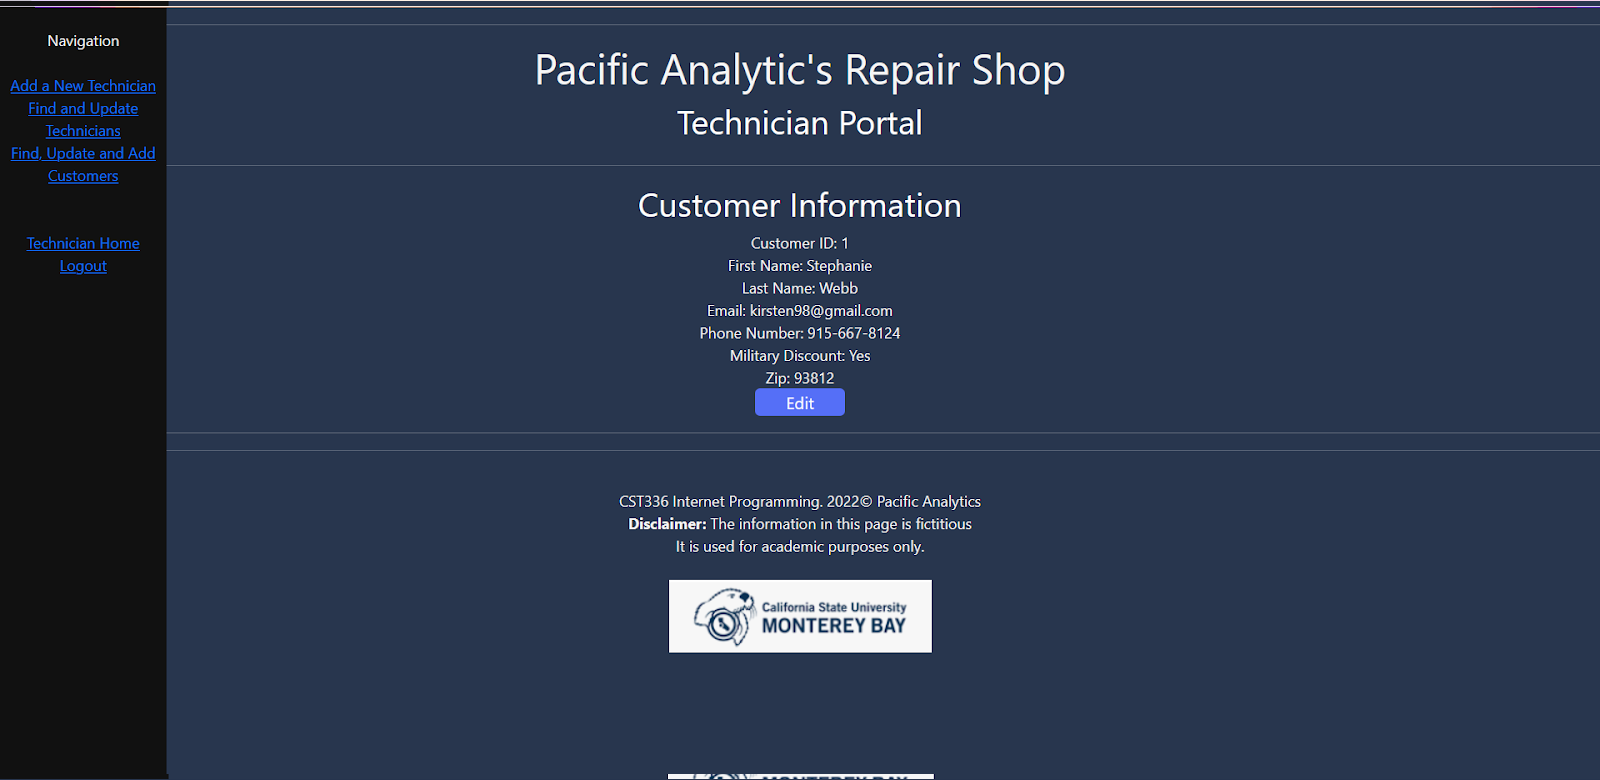 Navigation
Add a New Technician
Find and Update
Technicians
Find, Update and Add
Customers
Technician Home
Logout
Pacific Analytic's Repair Shop
Technician Portal
Customer Information
Customer ID: 1
First Name: Stephanie
Last Name: Webb
Email: kirsten98@gmail.com
Phone Number: 915-667-8124
Military Discount: Yes
Zip: 93812
Edit
CST336 Internet Programming. 2022© Pacific Analytics
Disclaimer: The information in this page is fictitious
It is used for academic purposes only.
California State University
MONTEREY BAY